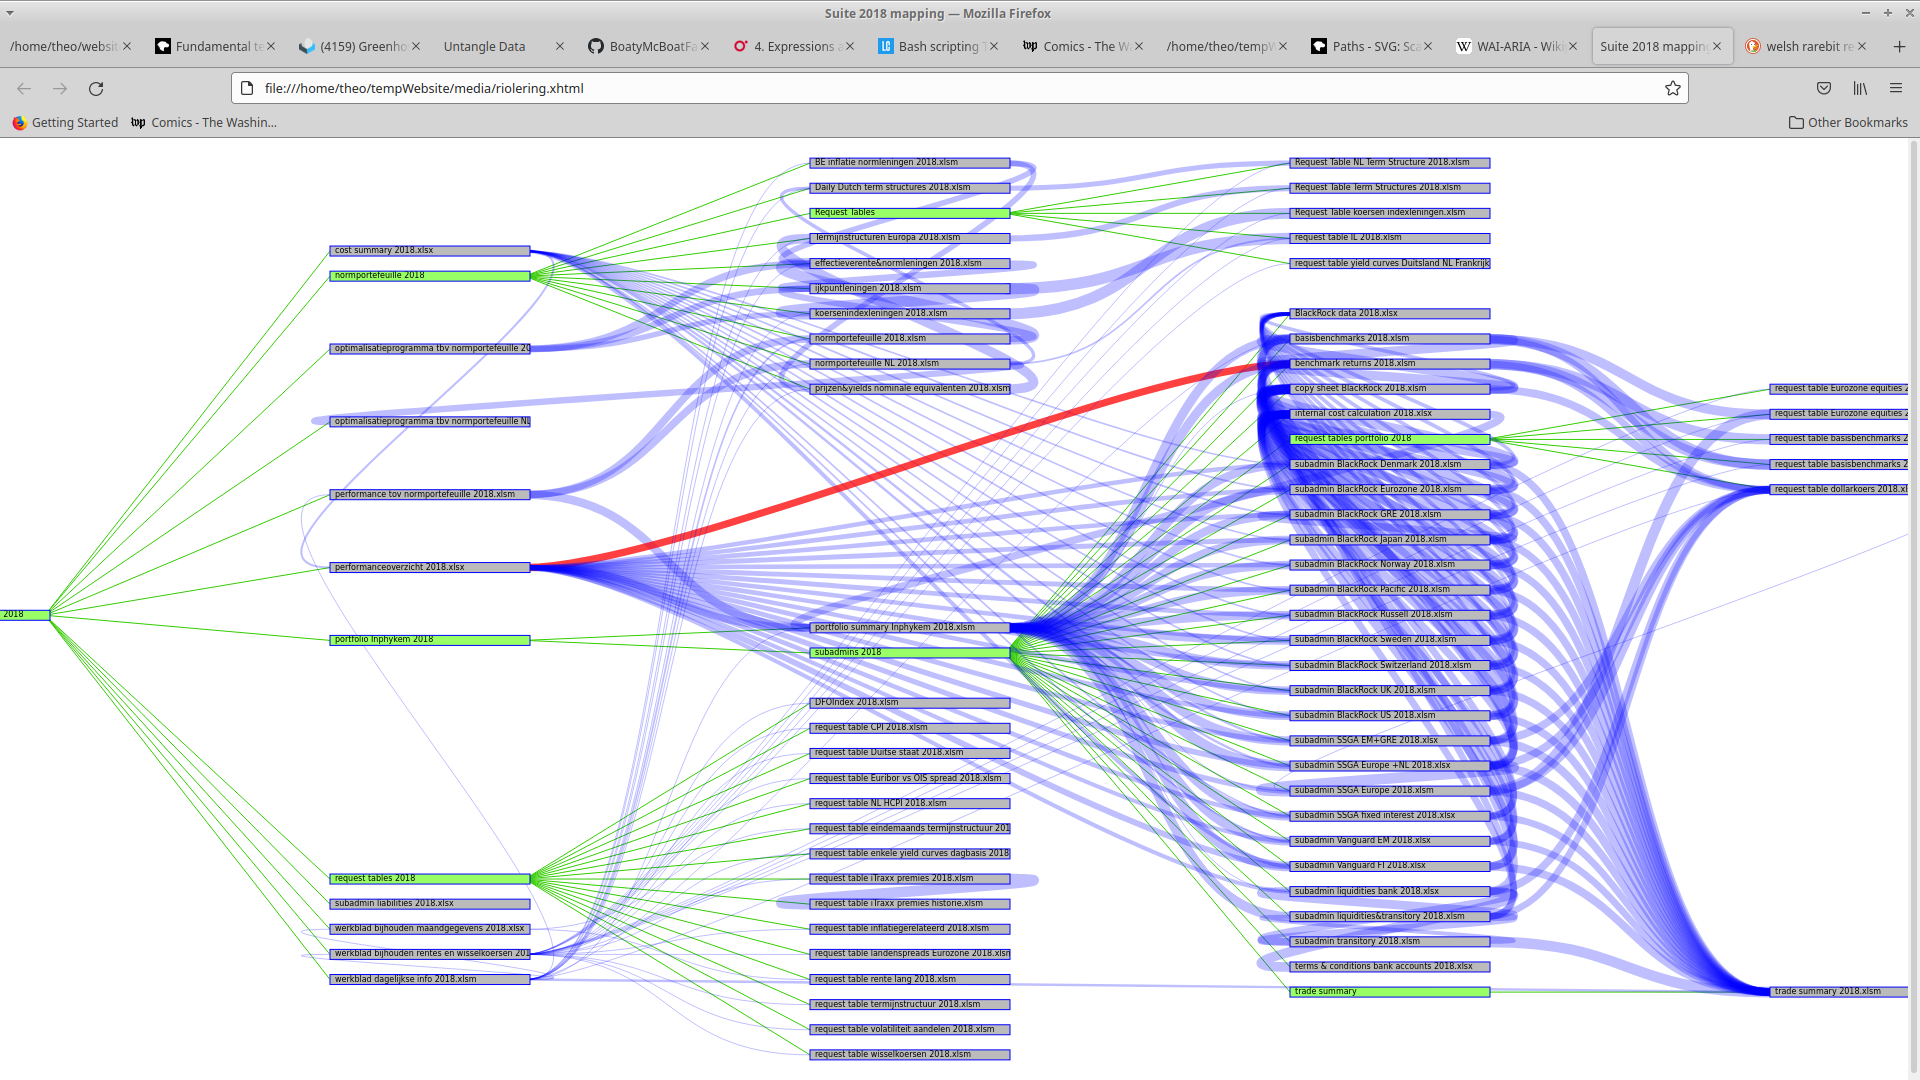 Suite 2018 mapping — Mozilla Firefox
/home/theo/websi
Fundamental te
(4159) Greenho
Untangle Data
BoatyMcBoatFa
4. Expressions a
Bash scripting T
Comics - The Wa
/home/theo/tempW
Paths - SVG: Sca
WAI-ARIA - Wiki
Suite 2018 mapping
welsh rarebit re
file:///home/theo/tempWebsite/media/riolering.xhtml
Getting Started
Comics - The Washin...
Other Bookmarks
2018
cost summary 2018.xlsx
normportefeuille 2018
optimalisatieprogramma tbv normportefeuille 20
optimalisatieprogramma tbv normportefeuille NL
performance tov normportefeuille 2018.xlsm
performanceoverzicht 2018.xlsx
portfolio Inphykem 2018
request tables 2018
subadmin liabilities 2018.xlsx
werkblad bijhouden maandgegevens 2018.xlsx
werkblad bijhouden rentes en wisselkoersen 201
werkblad dagelijkse info 2018.xlsm
BE inflatie normleningen 2018.xlsm
Daily Dutch term structures 2018.xlsm
Request Tables
Termijnstructuren Europa 2018.xlsm
effectieverente&normleningen 2018.xlsm
ijkpuntleningen 2018.xlsm
koersenindexleningen 2018.xlsm
normportefeuille 2018.xlsm
normportefeuille NL 2018.xlsm
prijzen&yields nominale equivalenten 2018.xlsm
portfolio summary Inphykem 2018.xlsm
subadmins 2018
DFOIndex 2018.xlsm
request table CPI 2018.xlsm
request table Duitse staat 2018.xlsm
request table Euribor vs OIS spread 2018.xlsm
request table NL HCPI 2018.xlsm
request table eindemaands termijnstructuur 201
request table enkele yield curves dagbasis 2018
request table iTraxx premies 2018.xlsm
request table iTraxx premies historie.xlsm
request table inflatiegerelateerd 2018.xlsm
request table landenspreads Eurozone 2018.xlsm
request table rente lang 2018.xlsm
request table termijnstructuur 2018.xlsm
request table volatiliteit aandelen 2018.xlsm
request table wisselkoersen 2018.xlsm
Request Table NL Term Structure 2018.xlsm
Request Table Term Structures 2018.xlsm
Request Table koersen indexleningen.xlsm
request table IL 2018.xlsm
request table yield curves Duitsland NL Frankrijk
BlackRock data 2018.xlsx
basisbenchmarks 2018.xlsm
benchmark returns 2018.xlsm
copy sheet BlackRock 2018.xlsm
internal cost calculation 2018.xlsx
request tables portfolio 2018
subadmin BlackRock Denmark 2018.xlsm
subadmin BlackRock Eurozone 2018.xlsm
subadmin BlackRock GRE 2018.xlsm
subadmin BlackRock Japan 2018.xlsm
subadmin BlackRock Norway 2018.xlsm
subadmin BlackRock Pacific 2018.xlsm
subadmin BlackRock Russell 2018.xlsm
subadmin BlackRock Sweden 2018.xlsm
subadmin BlackRock Switzerland 2018.xlsm
subadmin BlackRock UK 2018.xlsm
subadmin BlackRock US 2018.xlsm
subadmin SSGA EM+GRE 2018.xlsx
subadmin SSGA Europe +NL 2018.xlsx
subadmin SSGA Europe 2018.xlsm
subadmin SSGA fixed interest 2018.xlsx
subadmin Vanguard EM 2018.xlsx
subadmin Vanguard FI 2018.xlsx
subadmin liquidities bank 2018.xlsx
subadmin liquidities&transitory 2018.xlsm
subadmin transitory 2018.xlsm
terms & conditions bank accounts 2018.xlsx
trade summary
request table Eurozone equities 2
request table Eurozone equities 2
request table basisbenchmarks 2
request table basisbenchmarks 2
request table dollarkoers 2018.xl
trade summary 2018.xlsm